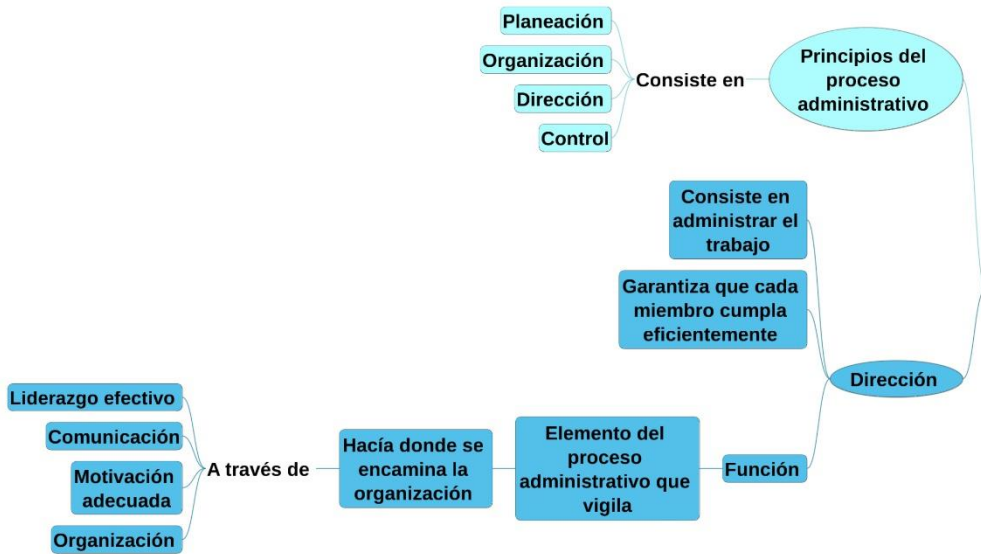 Principios del
proceso
administrativo
Consiste en
Planeación
Organización
Dirección
Control
Dirección
Consiste en
administrar el
trabajo
Garantiza que cada
miembro cumpla
eficientemente
Función
Elemento del
proceso
administrativo que
vigila
Hacía donde se
encamina la
organización
A través de
Liderazgo efectivo
Comunicación
Motivación
adecuada
Organización